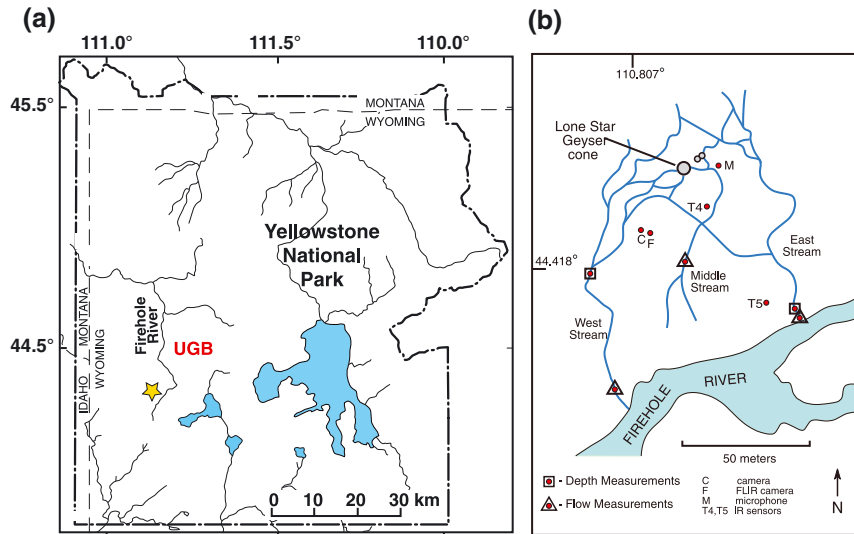 (a)
111.0° 111.5° 110.0°
45.5°
44.5°
MONTANA
WYOMING
Yellowstone
National
Park
IDAHO
MONTANA
WYOMING
Firehole
River
UGB
0 10 20 30 km
(b)
110.807°
44.418°
Lone Star
Geyser
cone
M
T4
C
F
East
Stream
Middle
Stream
T5
West
Stream
FIREHOLE
RIVER
50 meters
- Depth Measurements
- Flow Measurements
C camera
F FLIR camera
M microphone
T4,T5 IR sensors
N